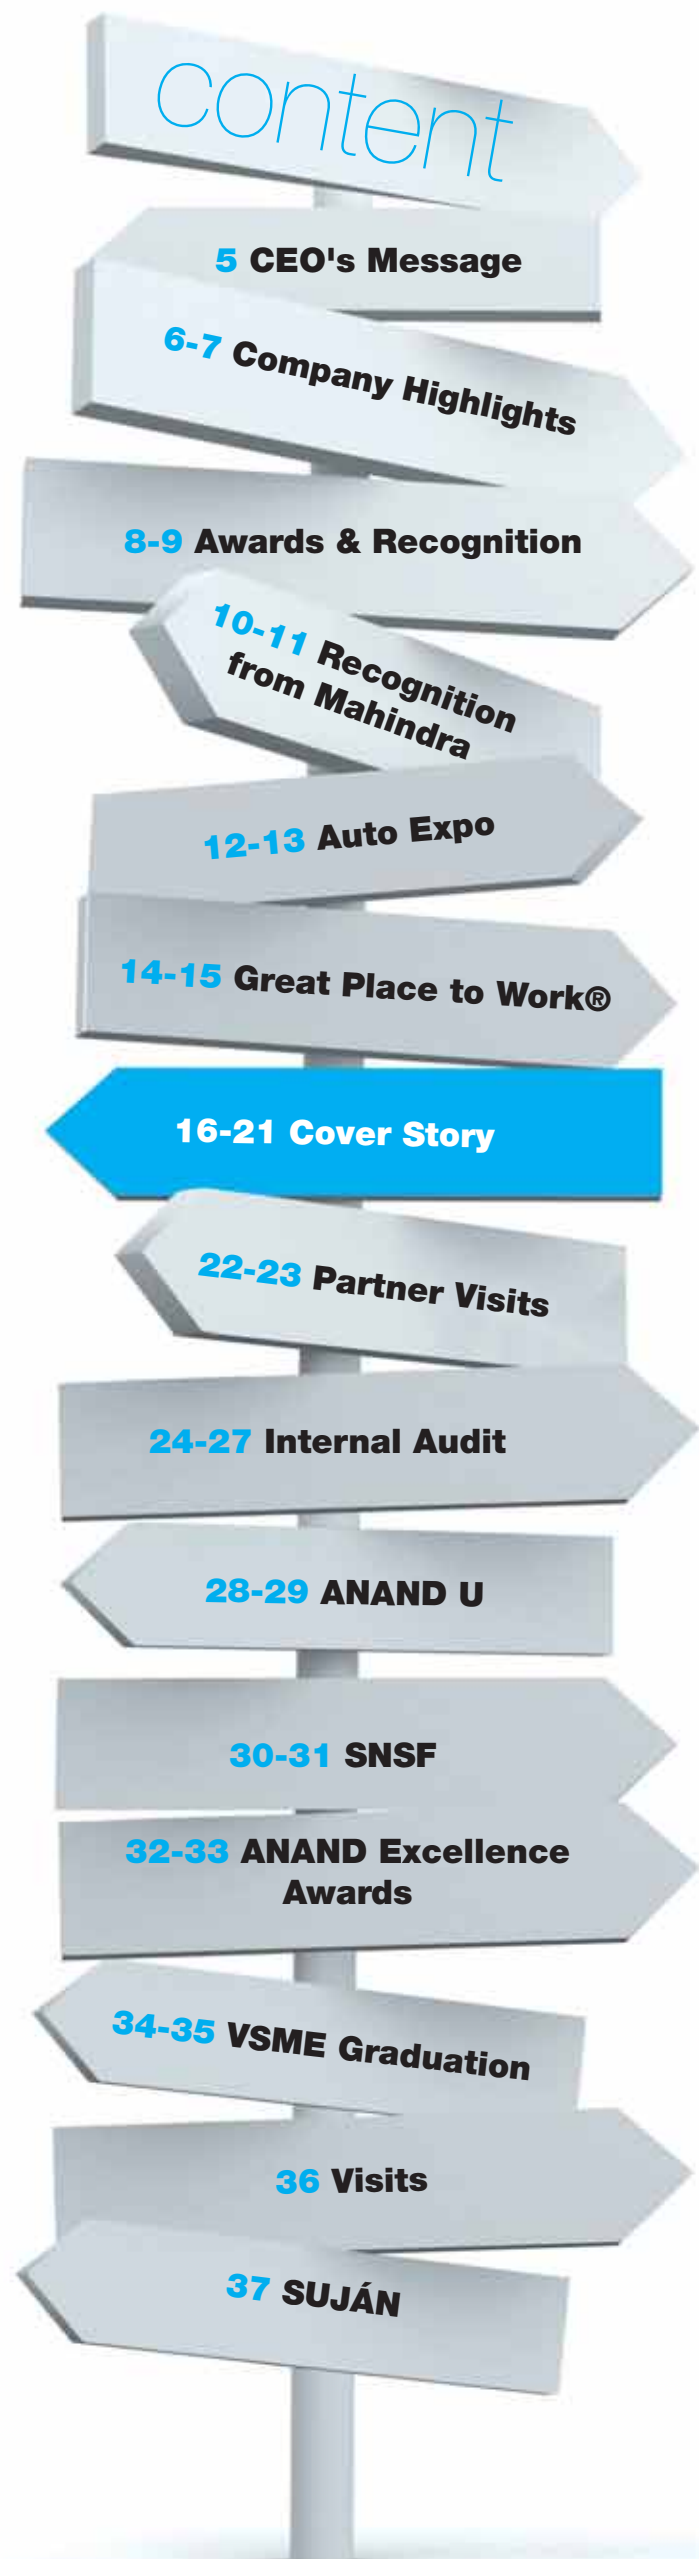 content
5 CEO's Message
6-7 Company Highlights
8-9 Awards & Recognition
10-11 Recognition
from Mahindra
12-13 Auto Expo
14-15 Great Place to Work®
16-21 Cover Story
22-23 Partner Visits
24-27 Internal Audit
28-29 ANAND U
30-31 SNSF
32-33 ANAND Excellence
Awards
34-35 VSME Graduation
36 Visits
37 SUJÁN